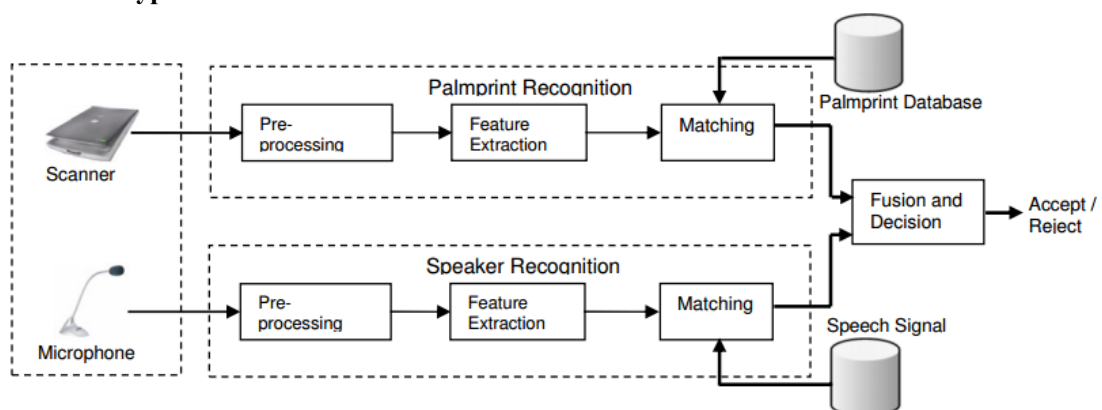 Palmprint Recognition
Palmprint Database
Scanner
Pre-
processing
Feature
Extraction
Matching
Fusion and
Decision
Accept /
Reject
Speaker Recognition
Microphone
Pre-
processing
Feature
Extraction
Matching
Speech Signal